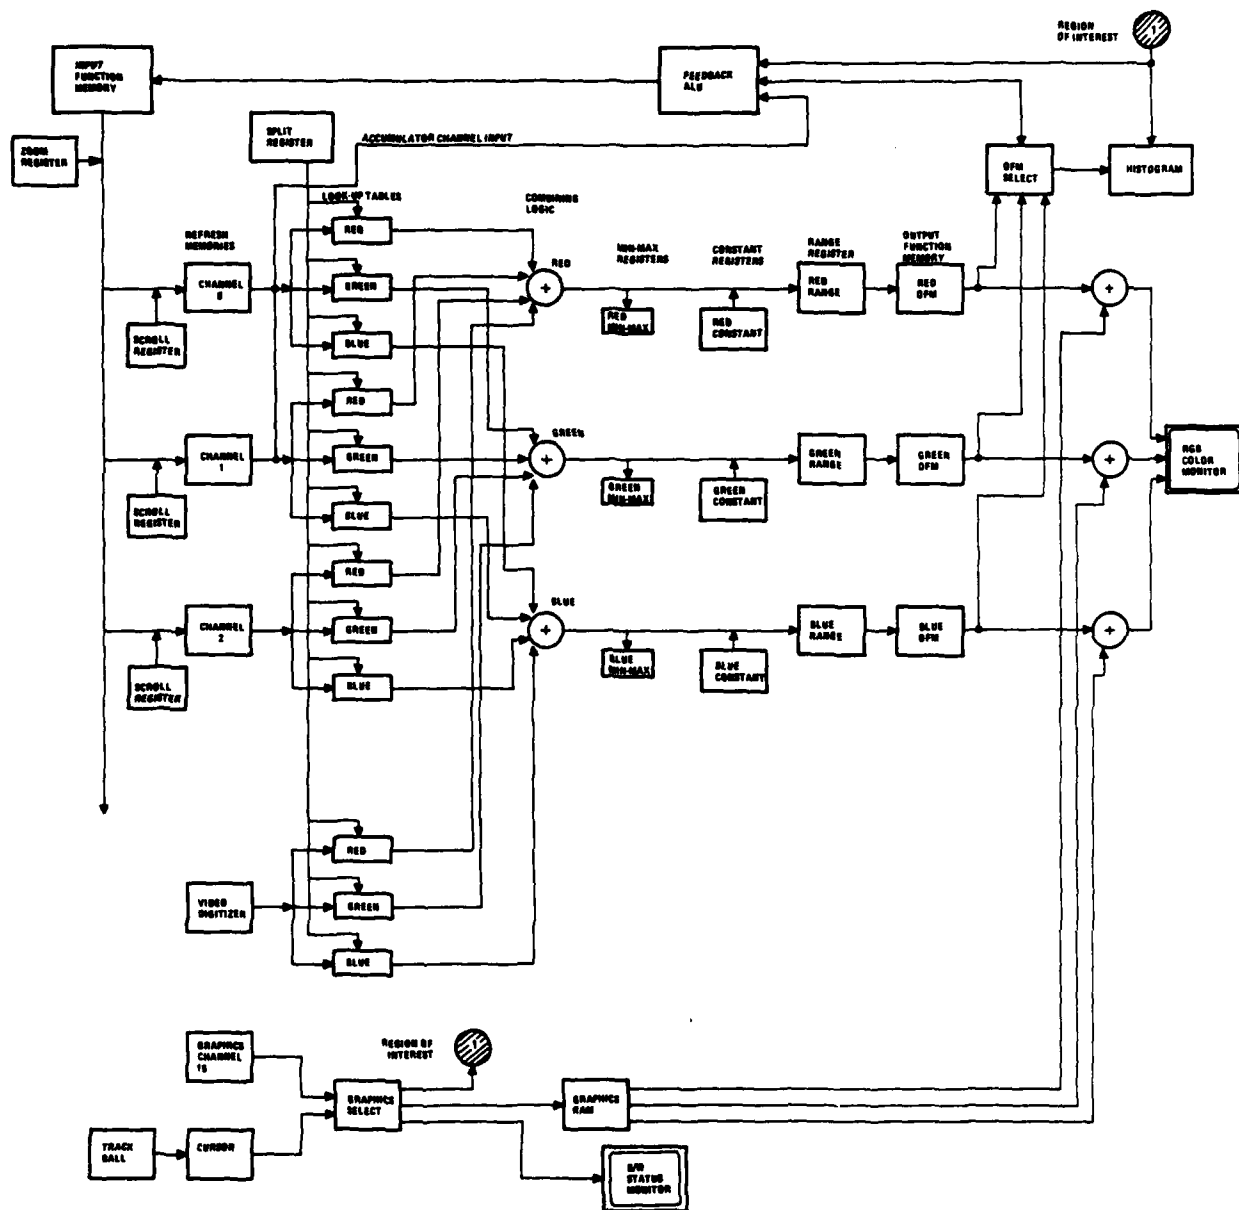 REGION
OF INTEREST
1
INPUT
FUNCTION
MEMORY
FEEDBACK
ALU
SPLIT
REGISTER
ACCUMULATOR CHANNEL INPUT
ZOOM
REGISTER
OFM
SELECT
HISTOGRAM
LOOK-UP TABLES
COMBINING
LOGIC
REFRESH
MEMORIES
MIN-MAX
REGISTERS
CONSTANT
REGISTERS
RANGE
REGISTER
OUTPUT
FUNCTION
MEMORY
RED
CHANNEL
0
GREEN
BLUE
RED
+
RED
MIN-MAX
RED
CONSTANT
RED
RANGE
RED
OFM
+
SCROLL
REGISTER
RED
CHANNEL
1
GREEN
BLUE
GREEN
+
GREEN
MIN-MAX
GREEN
CONSTANT
GREEN
RANGE
GREEN
OFM
+
RGB
COLOR
MONITOR
SCROLL
REGISTER
RED
CHANNEL
2
GREEN
BLUE
BLUE
+
BLUE
MIN-MAX
BLUE
CONSTANT
BLUE
RANGE
BLUE
OFM
+
SCROLL
REGISTER
RED
VIDEO
DIGITIZER
GREEN
BLUE
GRAPHICS
CHANNEL
15
REGION OF
INTEREST
1
GRAPHICS
SELECT
GRAPHICS
RAM
TRACK
BALL
CURSOR
B/W
STATUS
MONITOR